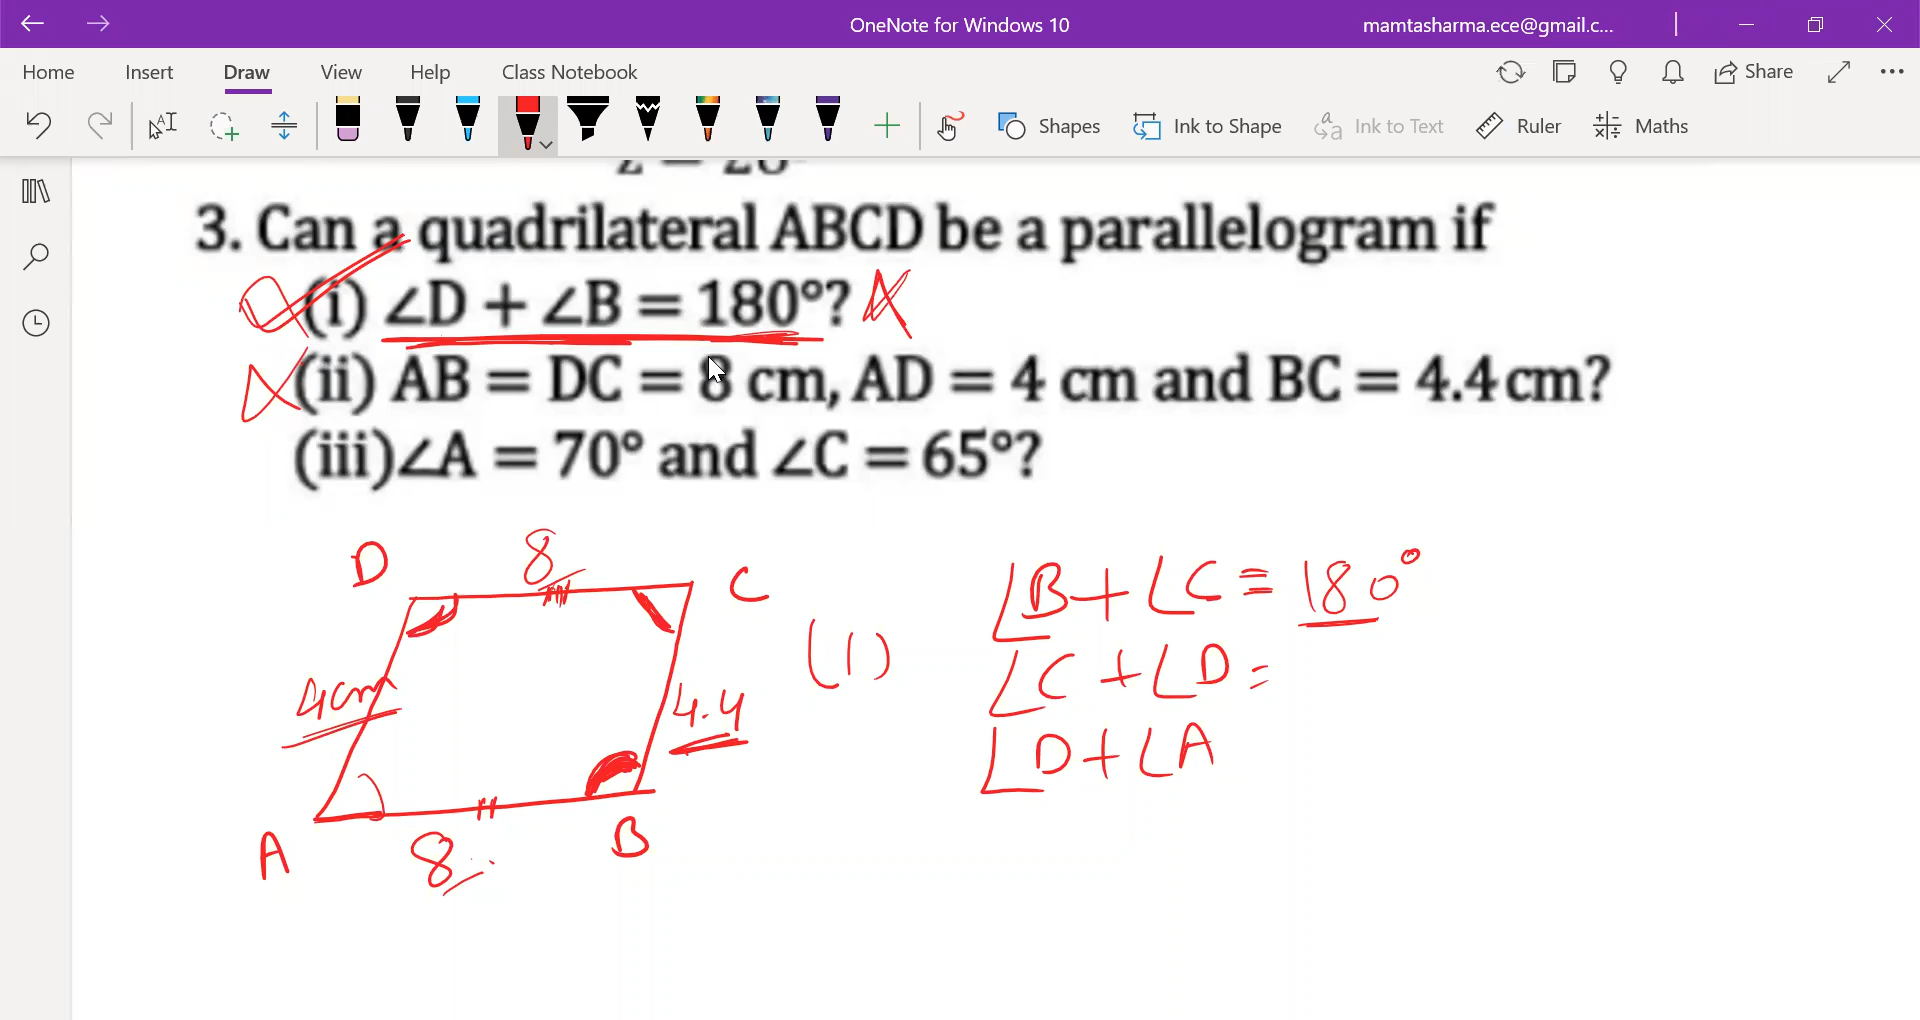 OneNote for Windows 10
mamtasharma.ece@gmail.c...
Home Insert Draw View Help Class Notebook Share
Shapes Ink to Shape Ink to Text Ruler Maths
3. Can a quadrilateral ABCD be a parallelogram if
(i) ∠D + ∠B = 180°?
(ii) AB = DC = 8 cm, AD = 4 cm and BC = 4.4 cm?
(iii) ∠A = 70° and ∠C = 65°?
D 8 C
4cm 4.4
A 8 B
(1) ∠B + ∠C = 180°
∠C + ∠D =
∠D + ∠A